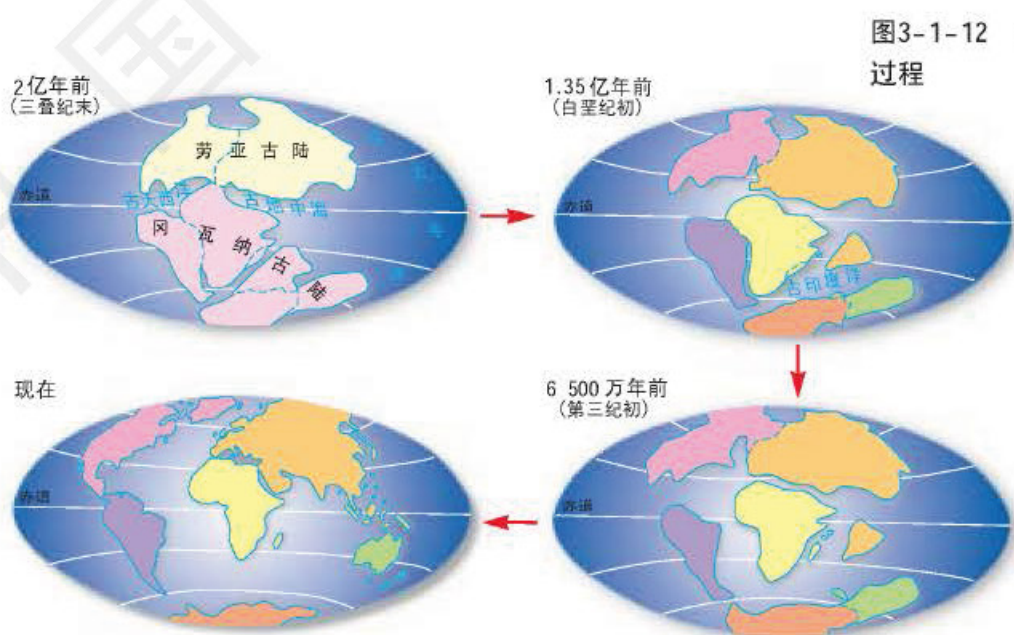 图3-1-12
过程
2亿年前
(三叠纪末)
劳亚古陆
赤道
古大西洋
古地中海
冈瓦纳古陆
1.35亿年前
(白垩纪初)
赤道
古印度洋
现在
赤道
6 500万年前
(第三纪初)
赤道
国